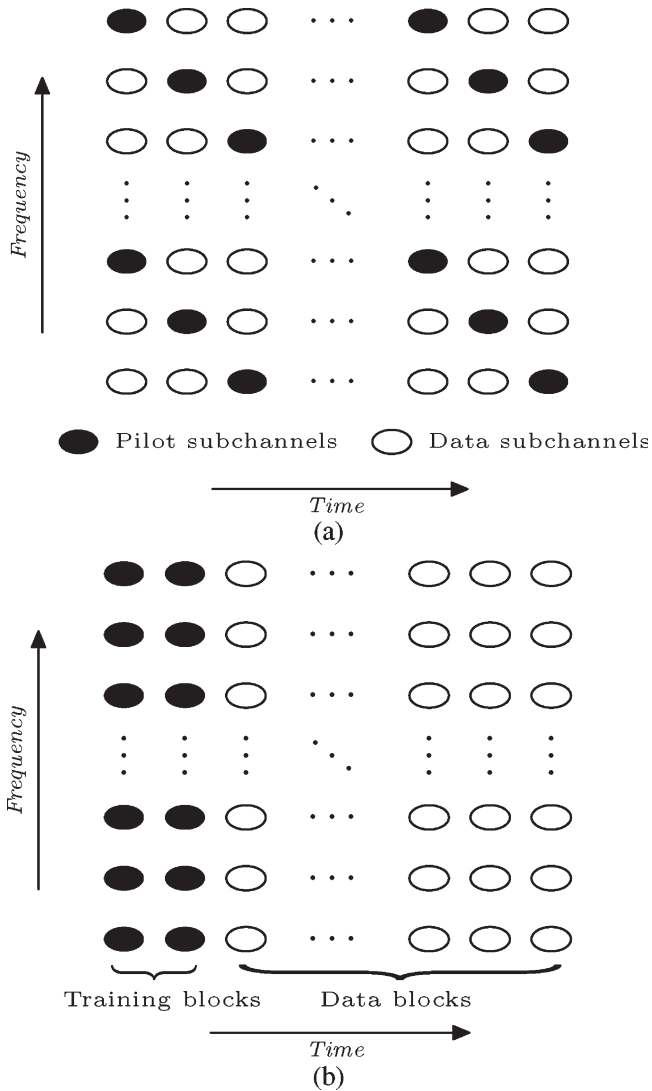 Frequency
Pilot subchannels Data subchannels
Time
(a)
Frequency
Training blocks Data blocks
Time
(b)